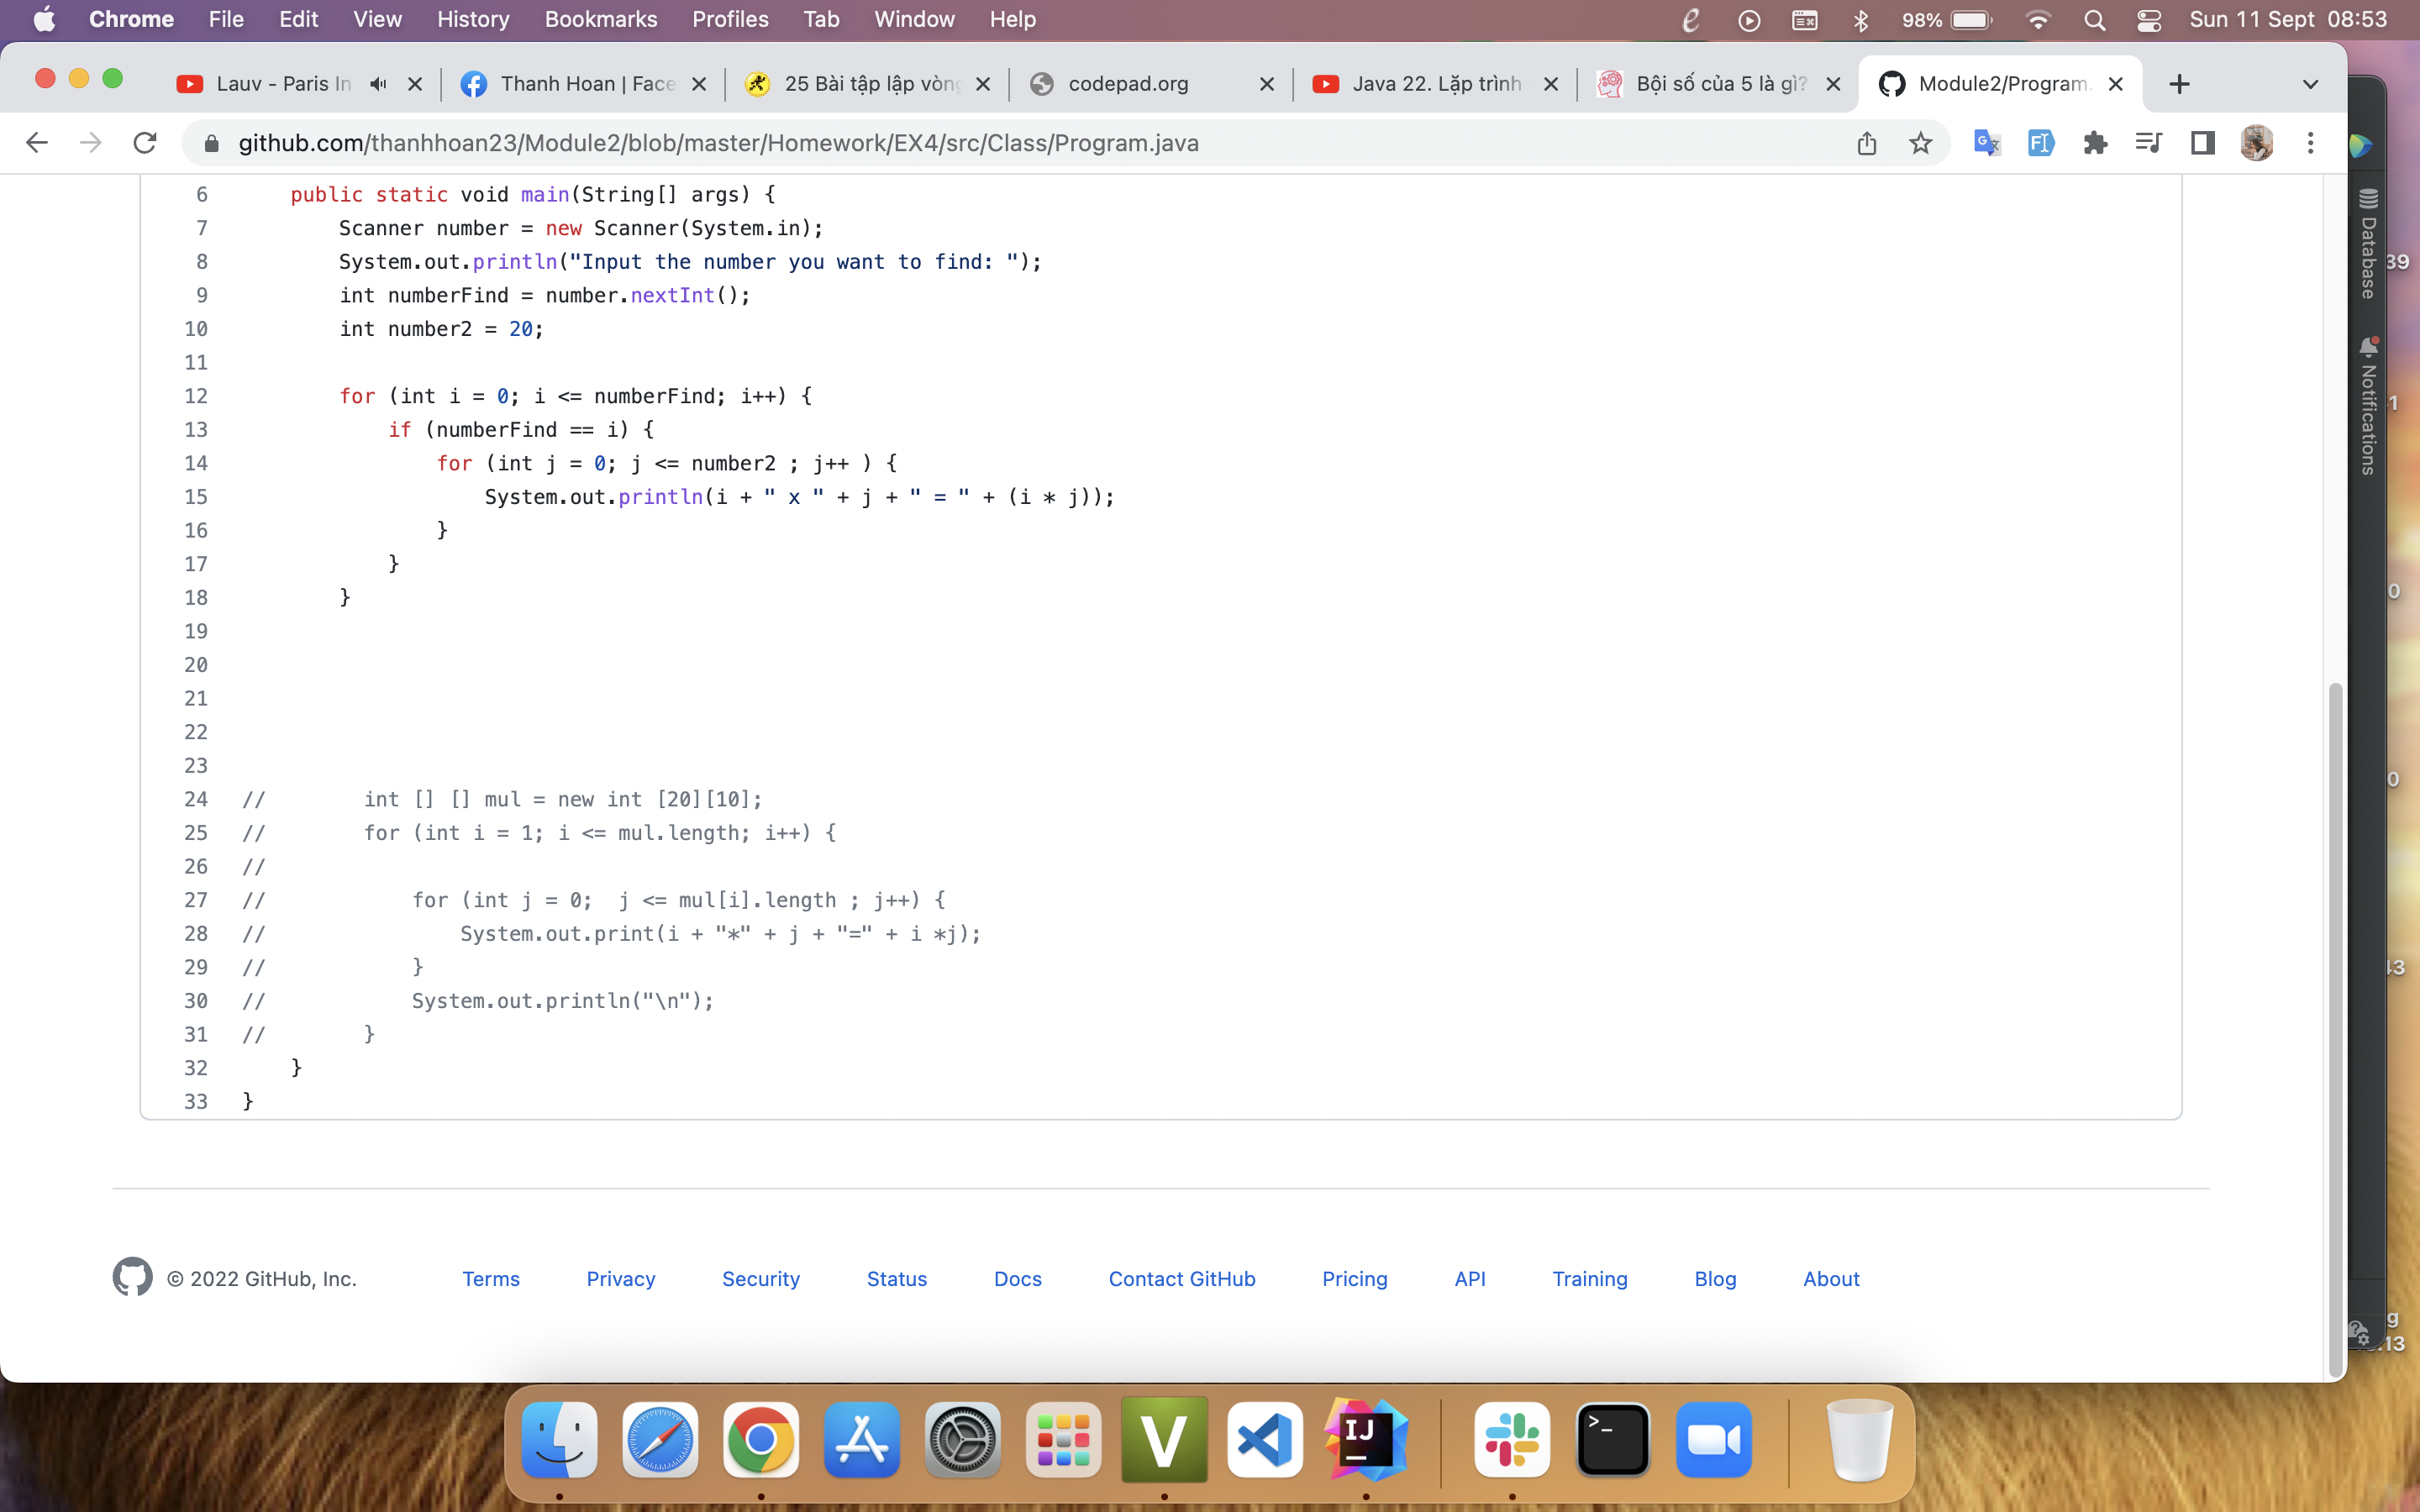 Chrome File Edit View History Bookmarks Profiles Tab Window Help 98% Sun 11 Sept 08:53
Lauv - Paris In Thanh Hoan | Face 25 Bài tập lập vòng codepad.org Java 22. Lặp trình Bội số của 5 là gì? Module2/Program.
github.com/thanhhoan23/Module2/blob/master/Homework/EX4/src/Class/Program.java
6 public static void main(String[] args) {
7 Scanner number = new Scanner(System.in);
8 System.out.println("Input the number you want to find: ");
9 int numberFind = number.nextInt();
10 int number2 = 20;
11
12 for (int i = 0; i <= numberFind; i++) {
13 if (numberFind == i) {
14 for (int j = 0; j <= number2 ; j++ ) {
15 System.out.println(i + " x " + j + " = " + (i * j));
16 }
17 }
18 }
19
20
21
22
23
24 // int [] [] mul = new int [20][10];
25 // for (int i = 1; i <= mul.length; i++) {
26 //
27 // for (int j = 0;  j <= mul[i].length ; j++) {
28 // System.out.print(i + "*" + j + "=" + i *j);
29 // }
30 // System.out.println("\n");
31 // }
32 }
33 }
© 2022 GitHub, Inc. Terms Privacy Security Status Docs Contact GitHub Pricing API Training Blog About
Database
Notifications
39
1
0
0
g
13
V
IJ